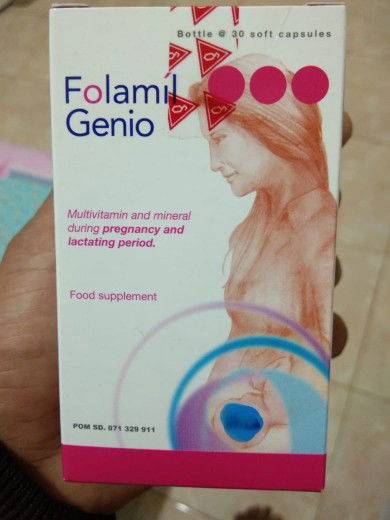 Bottle @ 30 soft capsules
Folamil
Genio
Multivitamin and mineral
during pregnancy and
lactating period.
Food supplement
POM SD. 071 329 911